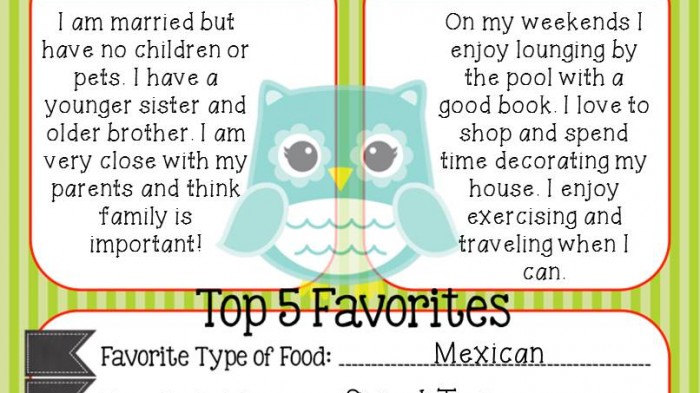 I am married but
have no children or
pets. I have a
younger sister and
older brother. I am
very close with my
parents and think
family is
important!
On my weekends I
enjoy lounging by
the pool with a
good book. I love to
shop and spend
time decorating my
house. I enjoy
exercising and
traveling when I
can.
Top 5 Favorites
Favorite Type of Food: Mexican